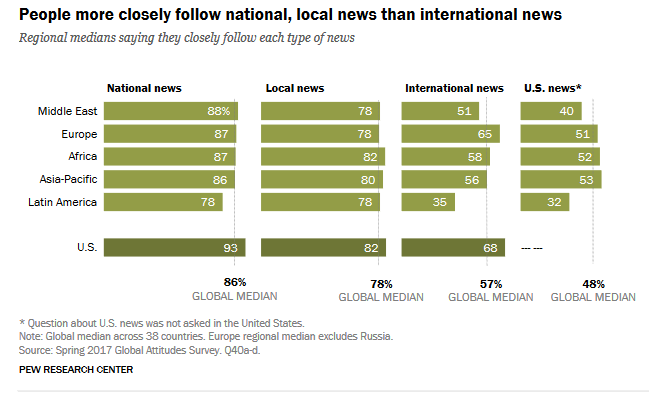 People more closely follow national, local news than international news
Regional medians saying they closely follow each type of news
National news Local news International news U.S. news*
Middle East 88% 78 51 40
Europe 87 78 65 51
Africa 87 82 58 52
Asia-Pacific 86 80 56 53
Latin America 78 78 35 32
U.S. 93 82 68 --- ---
86% 78% 57% 48%
GLOBAL MEDIAN GLOBAL MEDIAN GLOBAL MEDIAN GLOBAL MEDIAN
* Question about U.S. news was not asked in the United States.
Note: Global median across 38 countries. Europe regional median excludes Russia.
Source: Spring 2017 Global Attitudes Survey. Q40a-d.
PEW RESEARCH CENTER